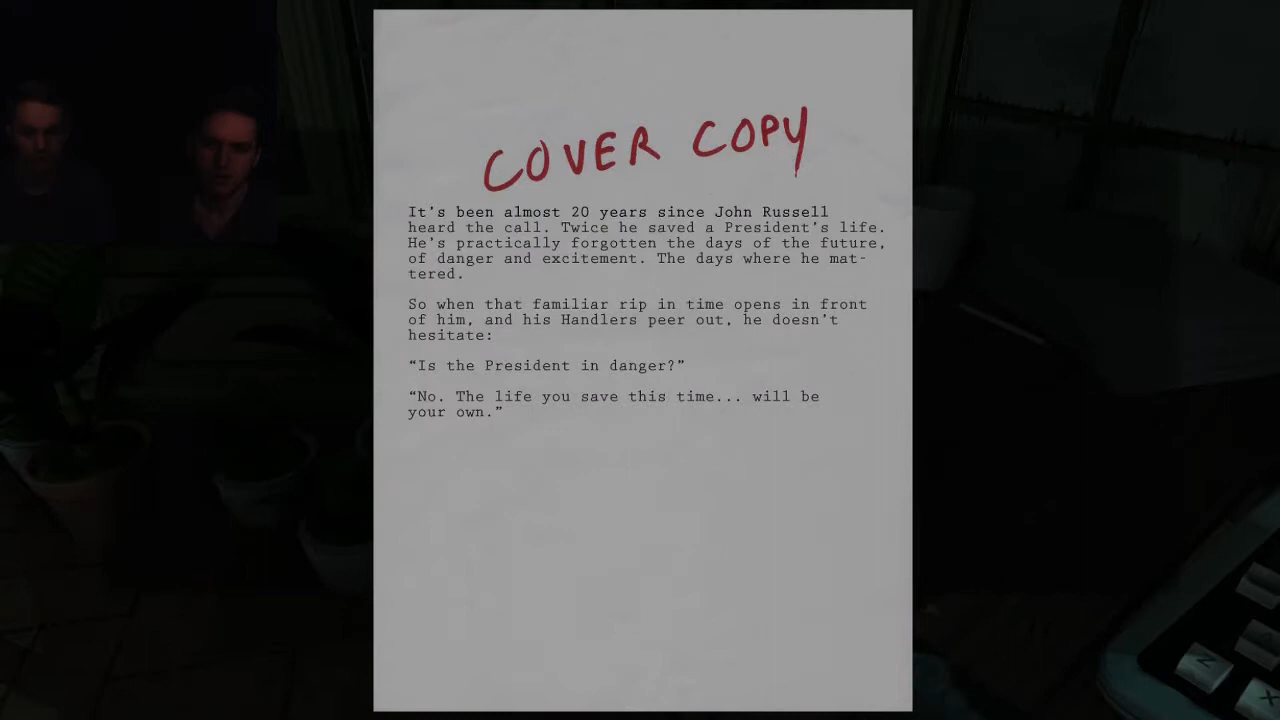 COVER COPY
It's been almost 20 years since John Russell
heard the call. Twice he saved a President's life.
He's practically forgotten the days of the future,
of danger and excitement. The days where he mat-
tered.
So when that familiar rip in time opens in front
of him, and his Handlers peer out, he doesn't
hesitate:
“Is the President in danger?”
“No. The life you save this time... will be
your own.”
Z
X